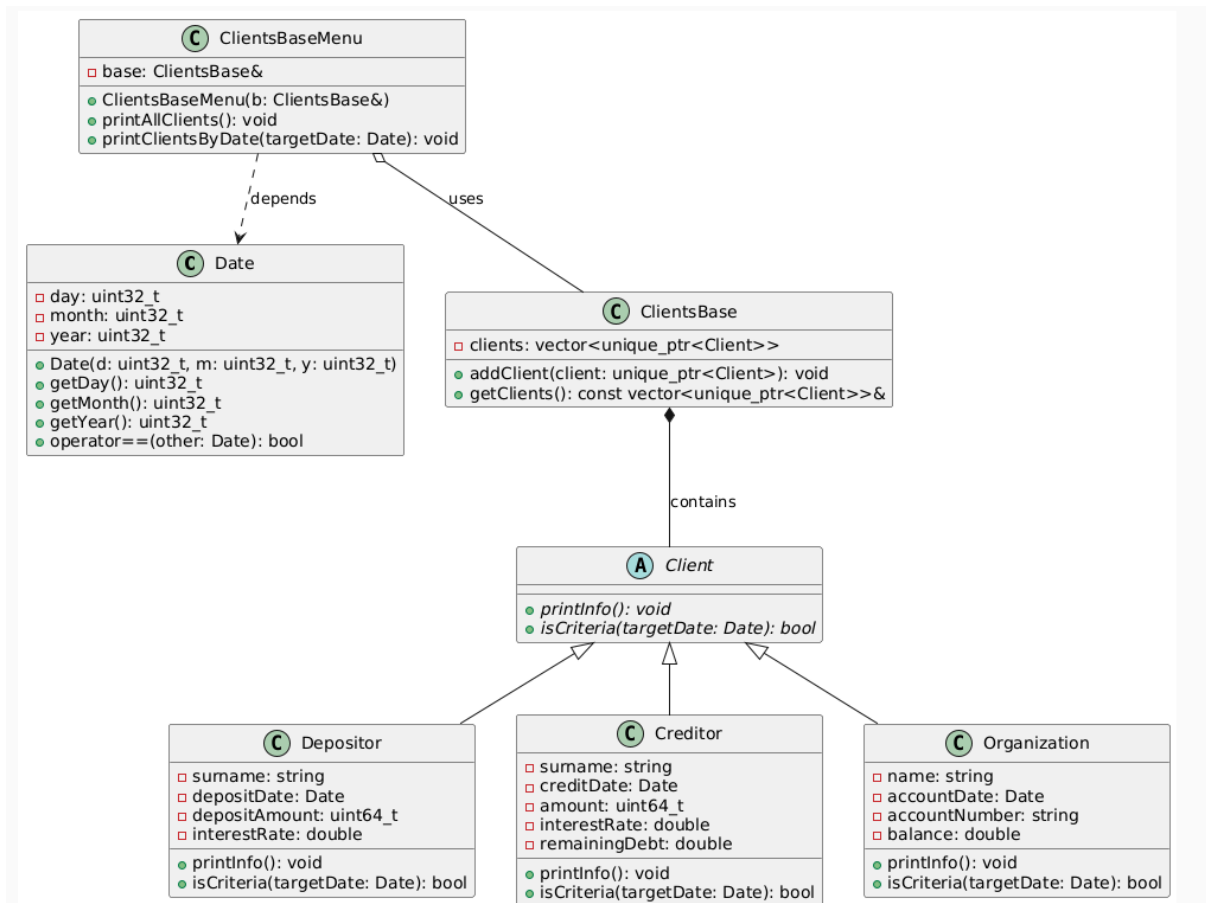 C ClientsBaseMenu
base: ClientsBase&
ClientsBaseMenu(b: ClientsBase&)
printAllClients(): void
printClientsByDate(targetDate: Date): void
depends
uses
C Date
day: uint32_t
month: uint32_t
year: uint32_t
Date(d: uint32_t, m: uint32_t, y: uint32_t)
getDay(): uint32_t
getMonth(): uint32_t
getYear(): uint32_t
operator==(other: Date): bool
C ClientsBase
clients: vector<unique_ptr<Client>>
addClient(client: unique_ptr<Client>): void
getClients(): const vector<unique_ptr<Client>>&
contains
A Client
printInfo(): void
isCriteria(targetDate: Date): bool
C Depositor
surname: string
depositDate: Date
depositAmount: uint64_t
interestRate: double
printInfo(): void
isCriteria(targetDate: Date): bool
C Creditor
surname: string
creditDate: Date
amount: uint64_t
interestRate: double
remainingDebt: double
printInfo(): void
isCriteria(targetDate: Date): bool
C Organization
name: string
accountDate: Date
accountNumber: string
balance: double
printInfo(): void
isCriteria(targetDate: Date): bool